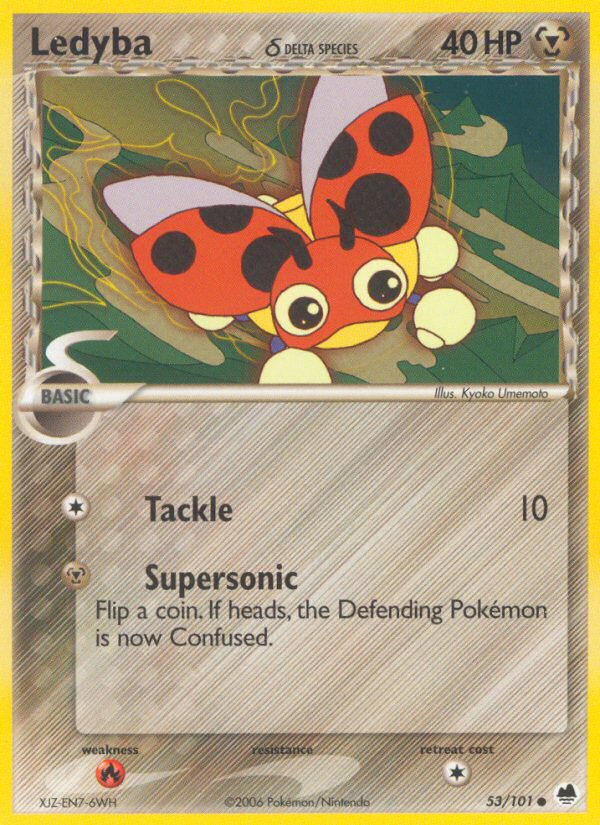 Ledyba δ DELTA SPECIES 40 HP
BASIC
Illus. Kyoko Umemoto
Tackle 10
Supersonic
Flip a coin. If heads, the Defending Pokémon
is now Confused.
weakness resistance retreat cost
XJZ-EN7-6WH ©2006 Pokémon/Nintendo 53/101